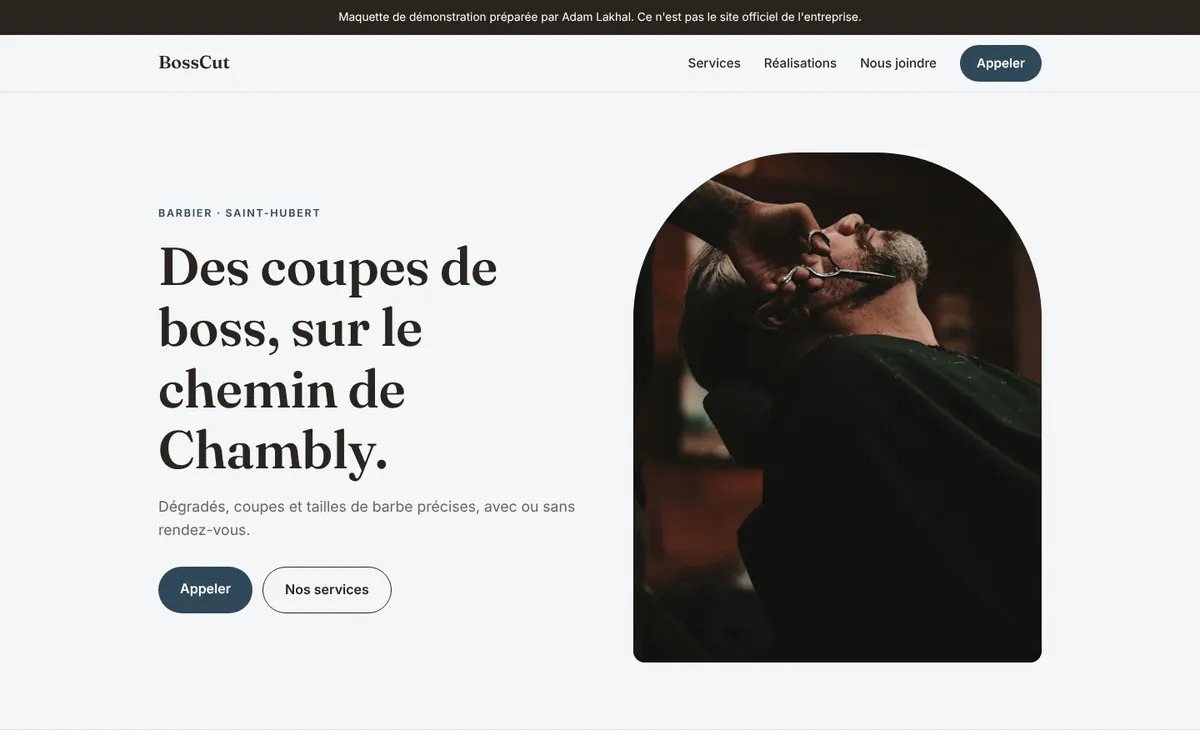 Maquette de démonstration préparée par Adam Lakhal. Ce n'est pas le site officiel de l'entreprise.
BossCut
Services
Réalisations
Nous joindre
Appeler
BARBIER · SAINT-HUBERT
Des coupes de
boss, sur le
chemin de
Chambly.
Dégradés, coupes et tailles de barbe précises, avec ou sans
rendez-vous.
Appeler
Nos services